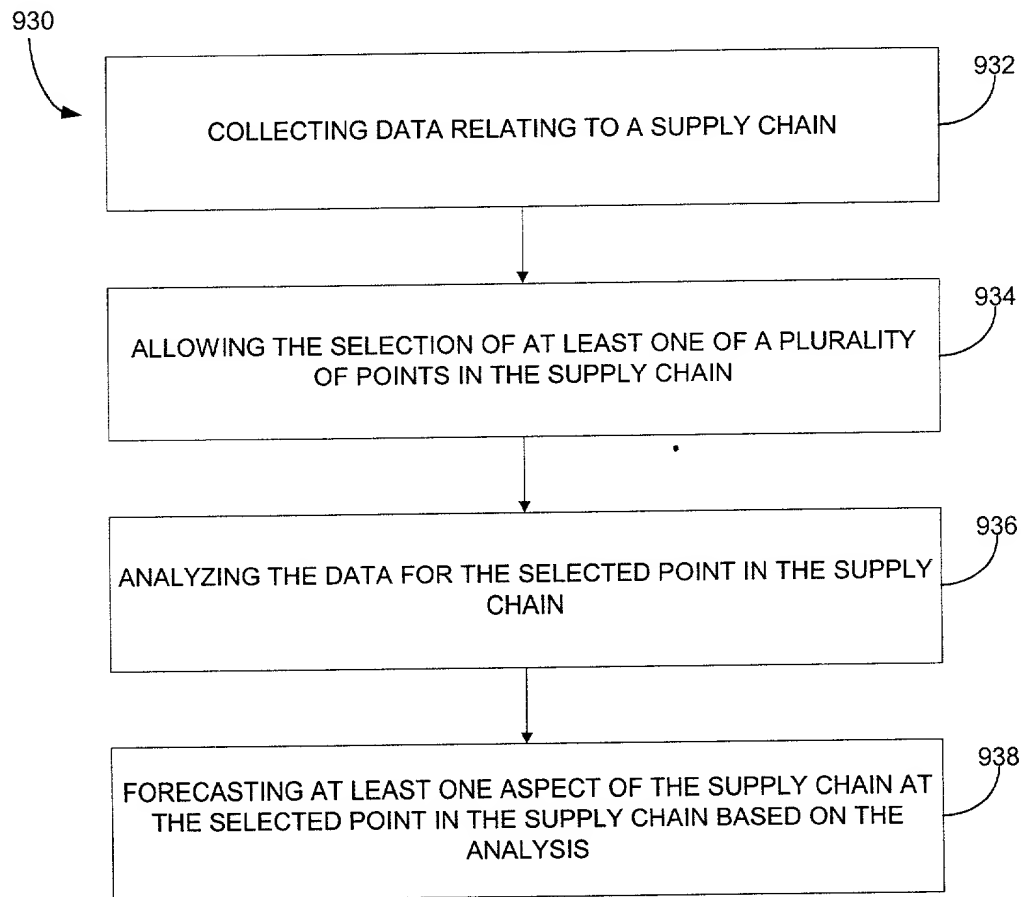 930
932
COLLECTING DATA RELATING TO A SUPPLY CHAIN
934
ALLOWING THE SELECTION OF AT LEAST ONE OF A PLURALITY
OF POINTS IN THE SUPPLY CHAIN
936
ANALYZING THE DATA FOR THE SELECTED POINT IN THE SUPPLY
CHAIN
938
FORECASTING AT LEAST ONE ASPECT OF THE SUPPLY CHAIN AT
THE SELECTED POINT IN THE SUPPLY CHAIN BASED ON THE
ANALYSIS